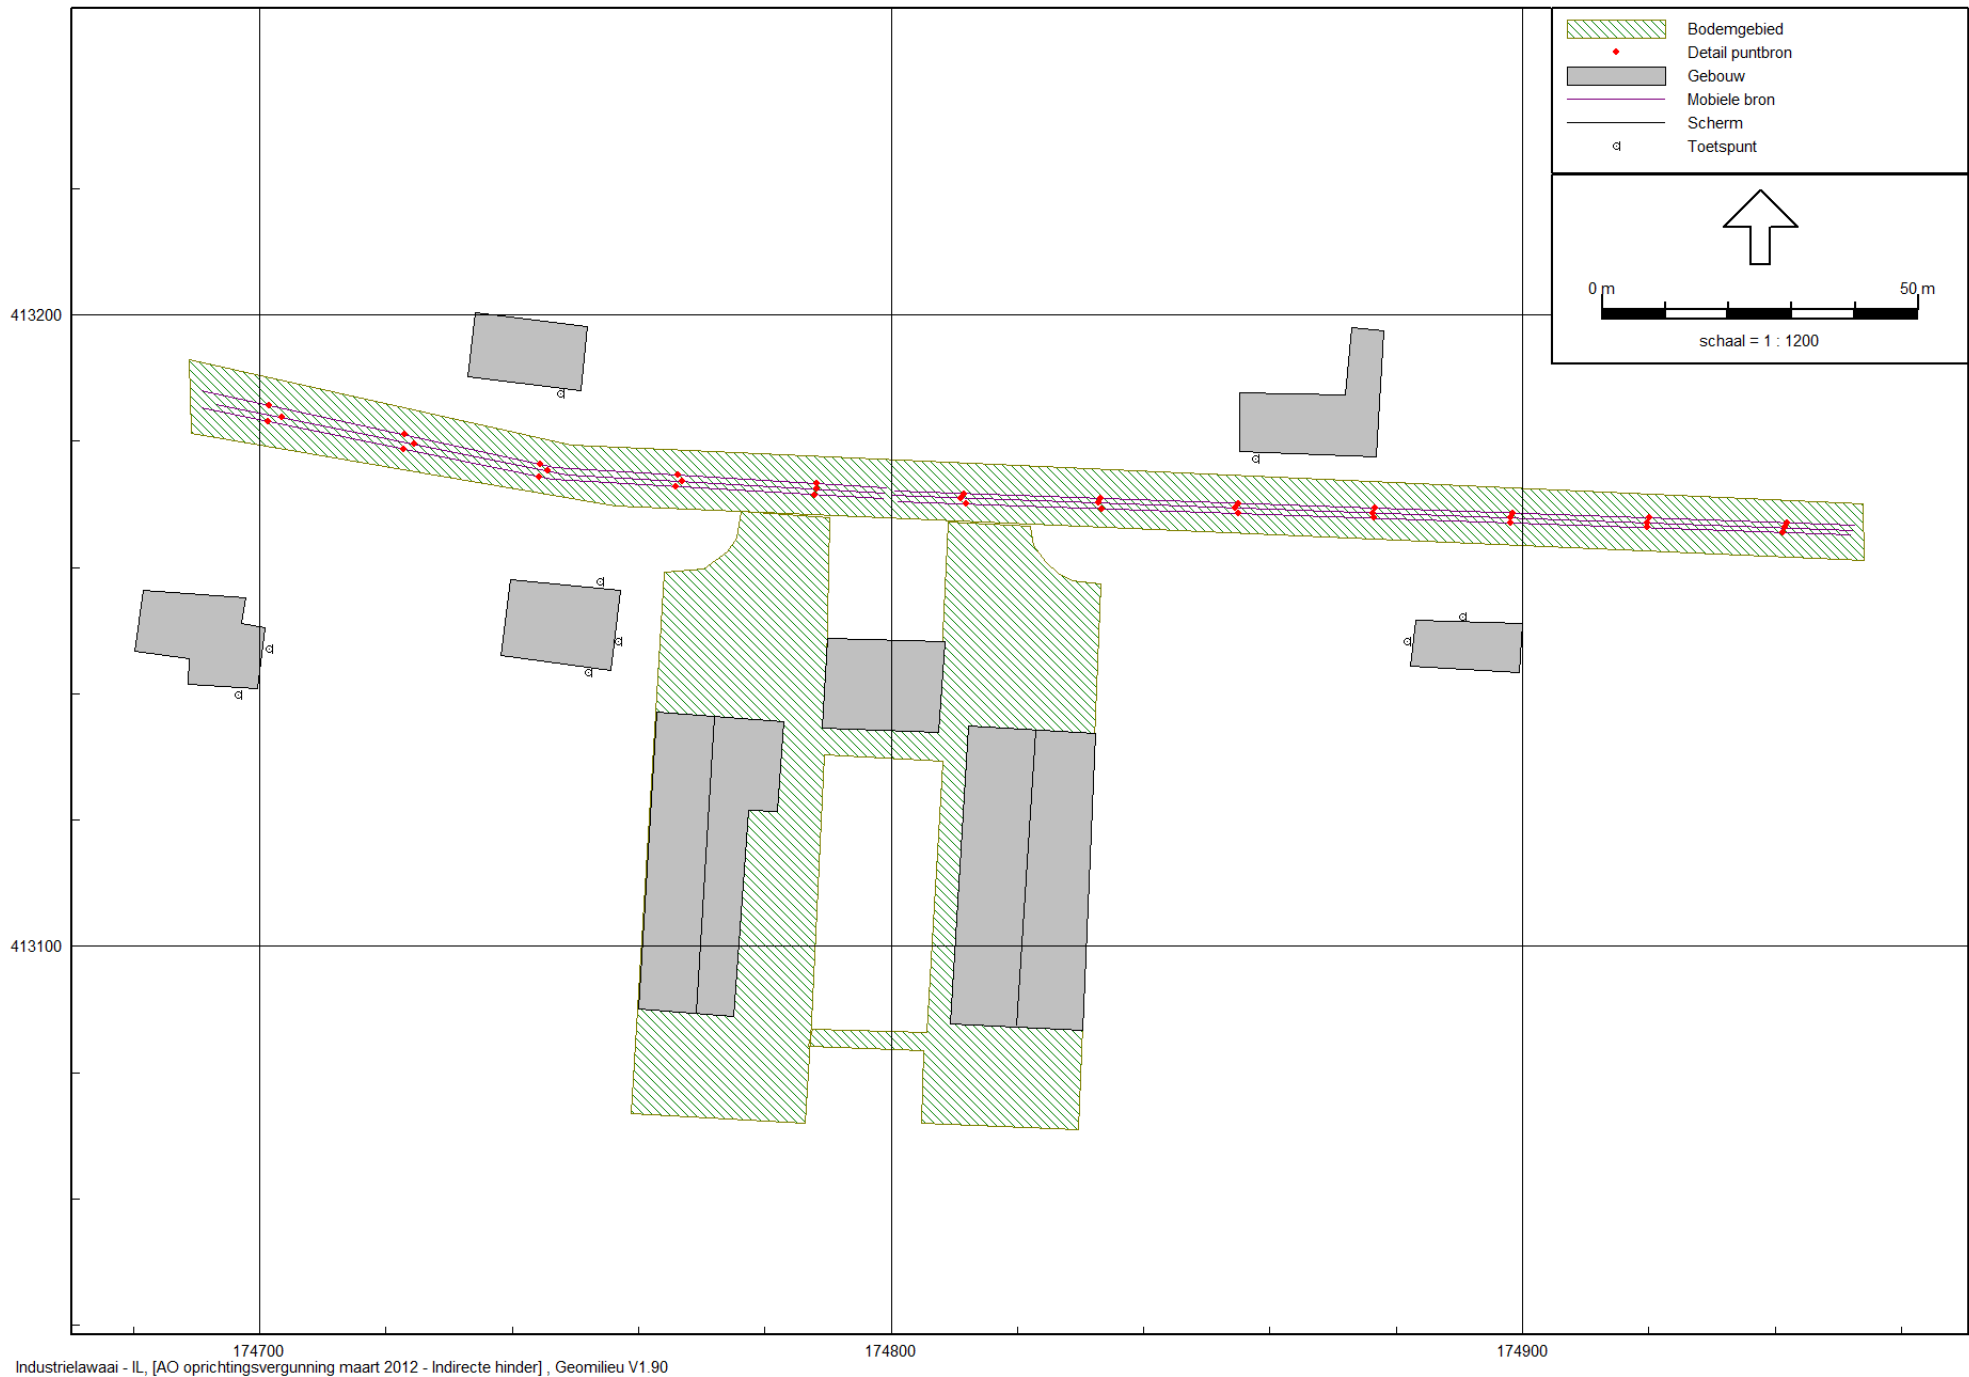 Bodemgebied
Detail puntbron
Gebouw
Mobiele bron
Scherm
Toetspunt
0 m 50 m
schaal = 1 : 1200
413200
413100
174700 174800 174900
Industrielawaai - IL, [AO oprichtingsvergunning maart 2012 - Indirecte hinder] , Geomilieu V1.90